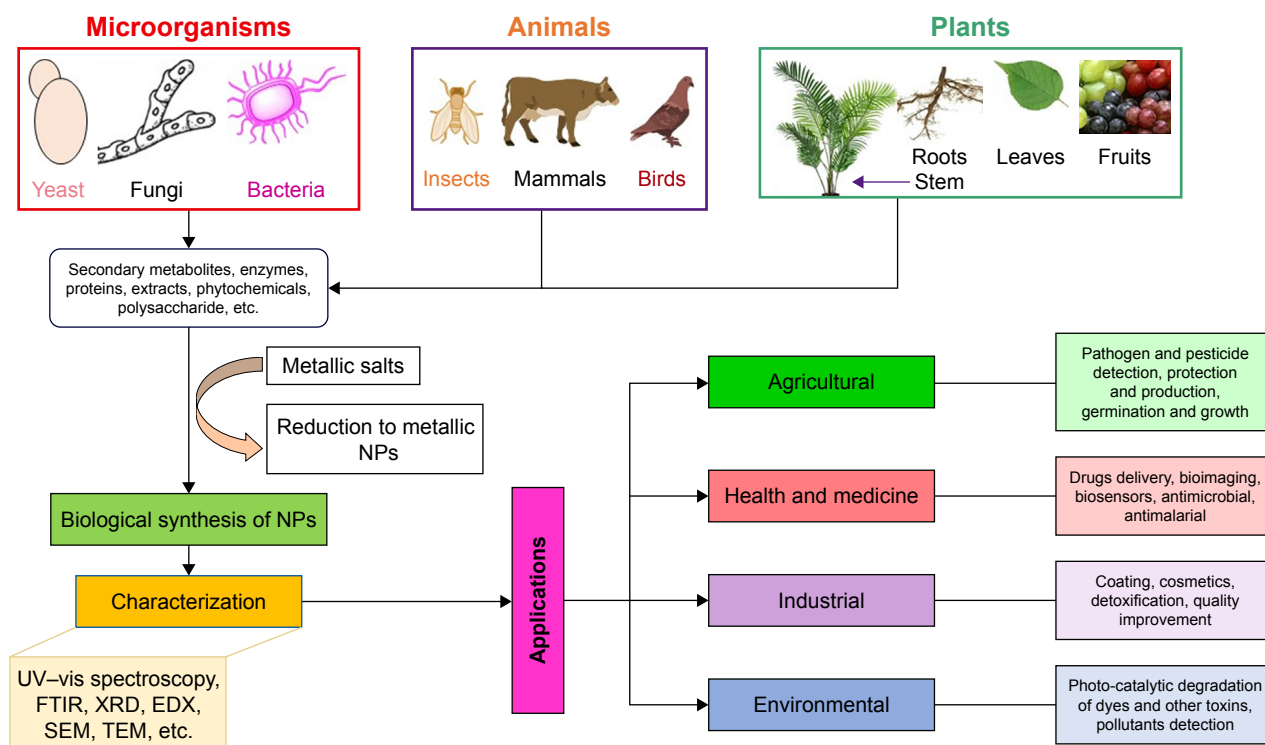 Microorganisms
Animals
Plants
Yeast
Fungi
Bacteria
Insects
Mammals
Birds
Roots
Stem
Leaves
Fruits
Secondary metabolites, enzymes,
proteins, extracts, phytochemicals,
polysaccharide, etc.
Metallic salts
Reduction to metallic
NPs
Biological synthesis of NPs
Characterization
UV–vis spectroscopy,
FTIR, XRD, EDX,
SEM, TEM, etc.
Applications
Agricultural
Pathogen and pesticide
detection, protection
and production,
germination and growth
Health and medicine
Drugs delivery, bioimaging,
biosensors, antimicrobial,
antimalarial
Industrial
Coating, cosmetics,
detoxification, quality
improvement
Environmental
Photo-catalytic degradation
of dyes and other toxins,
pollutants detection